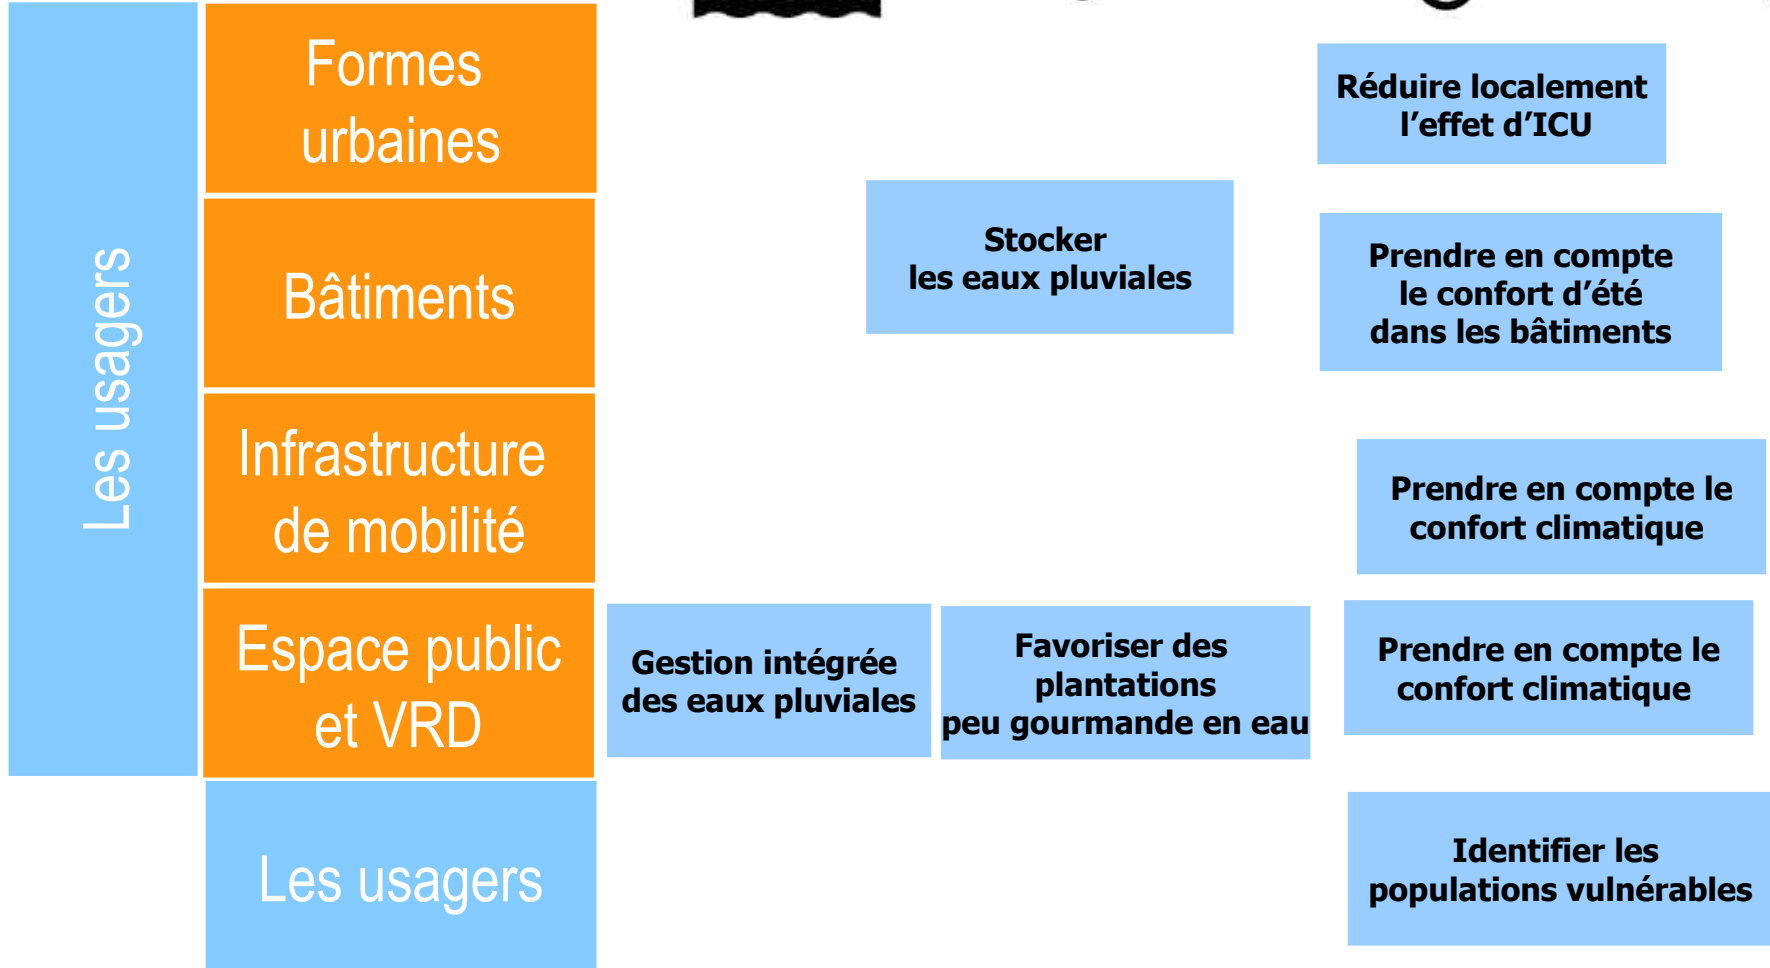 Les usagers
Formes
urbaines
Réduire localement
l'effet d'ICU
Bâtiments
Stocker
les eaux pluviales
Prendre en compte
le confort d'été
dans les bâtiments
Infrastructure
de mobilité
Prendre en compte le
confort climatique
Espace public
et VRD
Gestion intégrée
des eaux pluviales
Favoriser des
plantations
peu gourmande en eau
Prendre en compte le
confort climatique
Les usagers
Identifier les
populations vulnérables